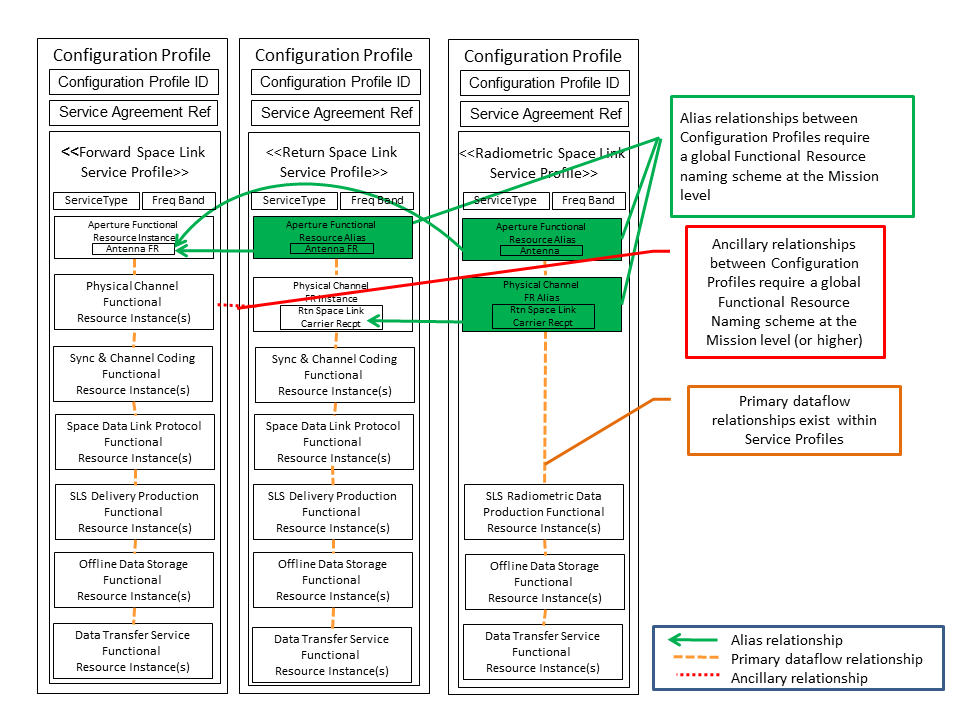 Configuration Profile
Configuration Profile ID
Service Agreement Ref
<<Forward Space Link
Service Profile>>
ServiceType
Freq Band
Aperture Functional
Resource Instance
Antenna FR
Physical Channel
Functional
Resource Instance(s)
Sync & Channel Coding
Functional
Resource Instance(s)
Space Data Link Protocol
Functional
Resource Instance(s)
SLS Delivery Production
Functional
Resource Instance(s)
Offline Data Storage
Functional
Resource Instance(s)
Data Transfer Service
Functional
Resource Instance(s)
Configuration Profile
Configuration Profile ID
Service Agreement Ref
<<Return Space Link
Service Profile>>
ServiceType
Freq Band
Aperture Functional
Resource Alias
Antenna FR
Physical Channel
FR Instance
Rtn Space Link
Carrier Recpt
Sync & Channel Coding
Functional
Resource Instance(s)
Space Data Link Protocol
Functional
Resource Instance(s)
SLS Delivery Production
Functional
Resource Instance(s)
Offline Data Storage
Functional
Resource Instance(s)
Data Transfer Service
Functional
Resource Instance(s)
Configuration Profile
Configuration Profile ID
Service Agreement Ref
<<Radiometric Space Link
Service Profile>>
ServiceType
Freq Band
Aperture Functional
Resource Alias
Antenna
Physical Channel
FR Alias
Rtn Space Link
Carrier Recpt
SLS Radiometric Data
Production Functional
Resource Instance(s)
Offline Data Storage
Functional
Resource Instance(s)
Data Transfer Service
Functional
Resource Instance(s)
Alias relationships between
Configuration Profiles require
a global Functional Resource
naming scheme at the Mission
level
Ancillary relationships
between Configuration
Profiles require a global
Functional Resource
Naming scheme at the
Mission level (or higher)
Primary dataflow
relationships exist within
Service Profiles
Alias relationship
Primary dataflow relationship
Ancillary relationship